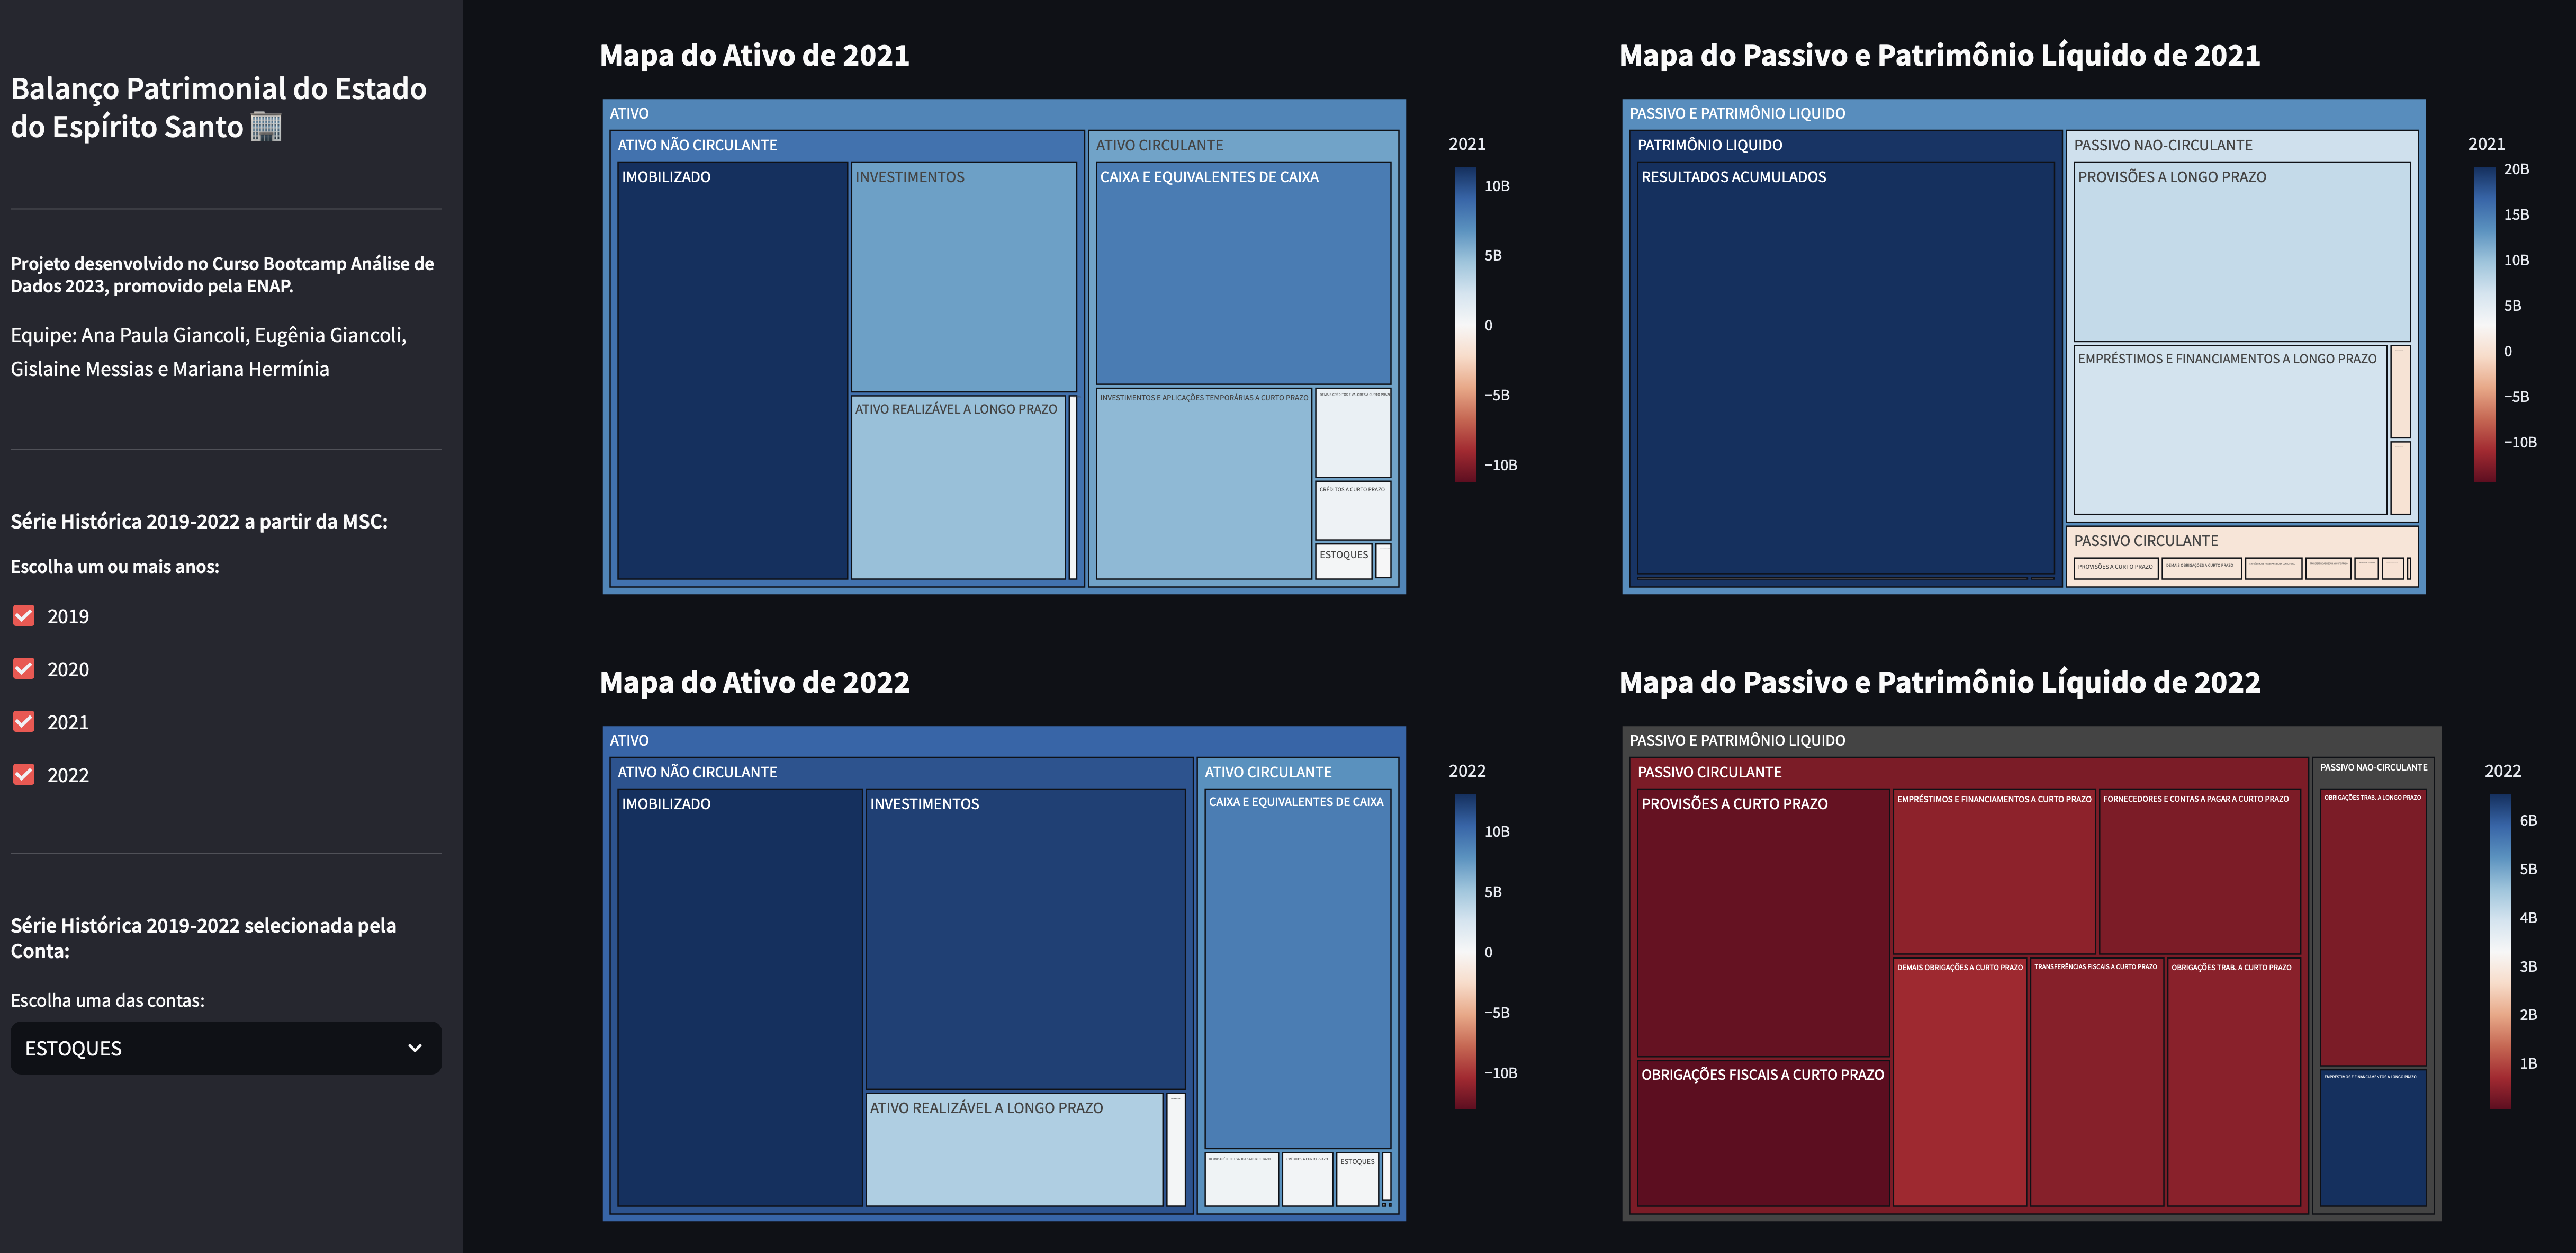 Balanço Patrimonial do Estado
do Espírito Santo 🏢
Projeto desenvolvido no Curso Bootcamp Análise de
Dados 2023, promovido pela ENAP.
Equipe: Ana Paula Giancoli, Eugênia Giancoli,
Gislaine Messias e Mariana Hermínia
Série Histórica 2019-2022 a partir da MSC:
Escolha um ou mais anos:
2019
2020
2021
2022
Série Histórica 2019-2022 selecionada pela
Conta:
Escolha uma das contas:
ESTOQUES
Mapa do Ativo de 2021
ATIVO
ATIVO NÃO CIRCULANTE
IMOBILIZADO
INVESTIMENTOS
ATIVO REALIZÁVEL A LONGO PRAZO
ATIVO CIRCULANTE
CAIXA E EQUIVALENTES DE CAIXA
INVESTIMENTOS E APLICAÇÕES TEMPORÁRIAS A CURTO PRAZO
DEMAIS CRÉDITOS E VALORES A CURTO PRAZO
CRÉDITOS A CURTO PRAZO
ESTOQUES
2021
10B
5B
0
−5B
−10B
Mapa do Passivo e Patrimônio Líquido de 2021
PASSIVO E PATRIMÔNIO LIQUIDO
PATRIMÔNIO LIQUIDO
RESULTADOS ACUMULADOS
PASSIVO NAO-CIRCULANTE
PROVISÕES A LONGO PRAZO
EMPRÉSTIMOS E FINANCIAMENTOS A LONGO PRAZO
PASSIVO CIRCULANTE
PROVISÕES A CURTO PRAZO
DEMAIS OBRIGAÇÕES A CURTO PRAZO
2021
20B
15B
10B
5B
0
−5B
−10B
Mapa do Ativo de 2022
ATIVO
ATIVO NÃO CIRCULANTE
IMOBILIZADO
INVESTIMENTOS
ATIVO REALIZÁVEL A LONGO PRAZO
ATIVO CIRCULANTE
CAIXA E EQUIVALENTES DE CAIXA
DEMAIS CRÉDITOS E VALORES A CURTO PRAZO
CRÉDITOS A CURTO PRAZO
ESTOQUES
2022
10B
5B
0
−5B
−10B
Mapa do Passivo e Patrimônio Líquido de 2022
PASSIVO E PATRIMÔNIO LIQUIDO
PASSIVO CIRCULANTE
PROVISÕES A CURTO PRAZO
OBRIGAÇÕES FISCAIS A CURTO PRAZO
EMPRÉSTIMOS E FINANCIAMENTOS A CURTO PRAZO
FORNECEDORES E CONTAS A PAGAR A CURTO PRAZO
DEMAIS OBRIGAÇÕES A CURTO PRAZO
TRANSFERÊNCIAS FISCAIS A CURTO PRAZO
OBRIGAÇÕES TRAB. A CURTO PRAZO
PASSIVO NAO-CIRCULANTE
OBRIGAÇÕES TRAB. A LONGO PRAZO
EMPRÉSTIMOS E FINANCIAMENTOS A LONGO PRAZO
2022
6B
5B
4B
3B
2B
1B